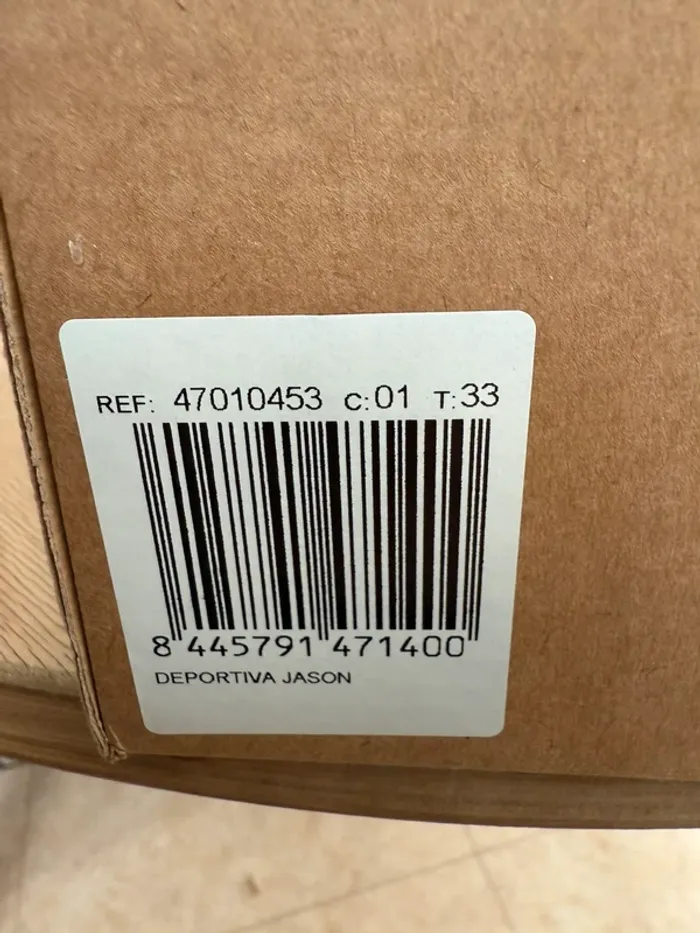 REF: 47010453 C:01 T:33
8 445791 471400
DEPORTIVA JASON